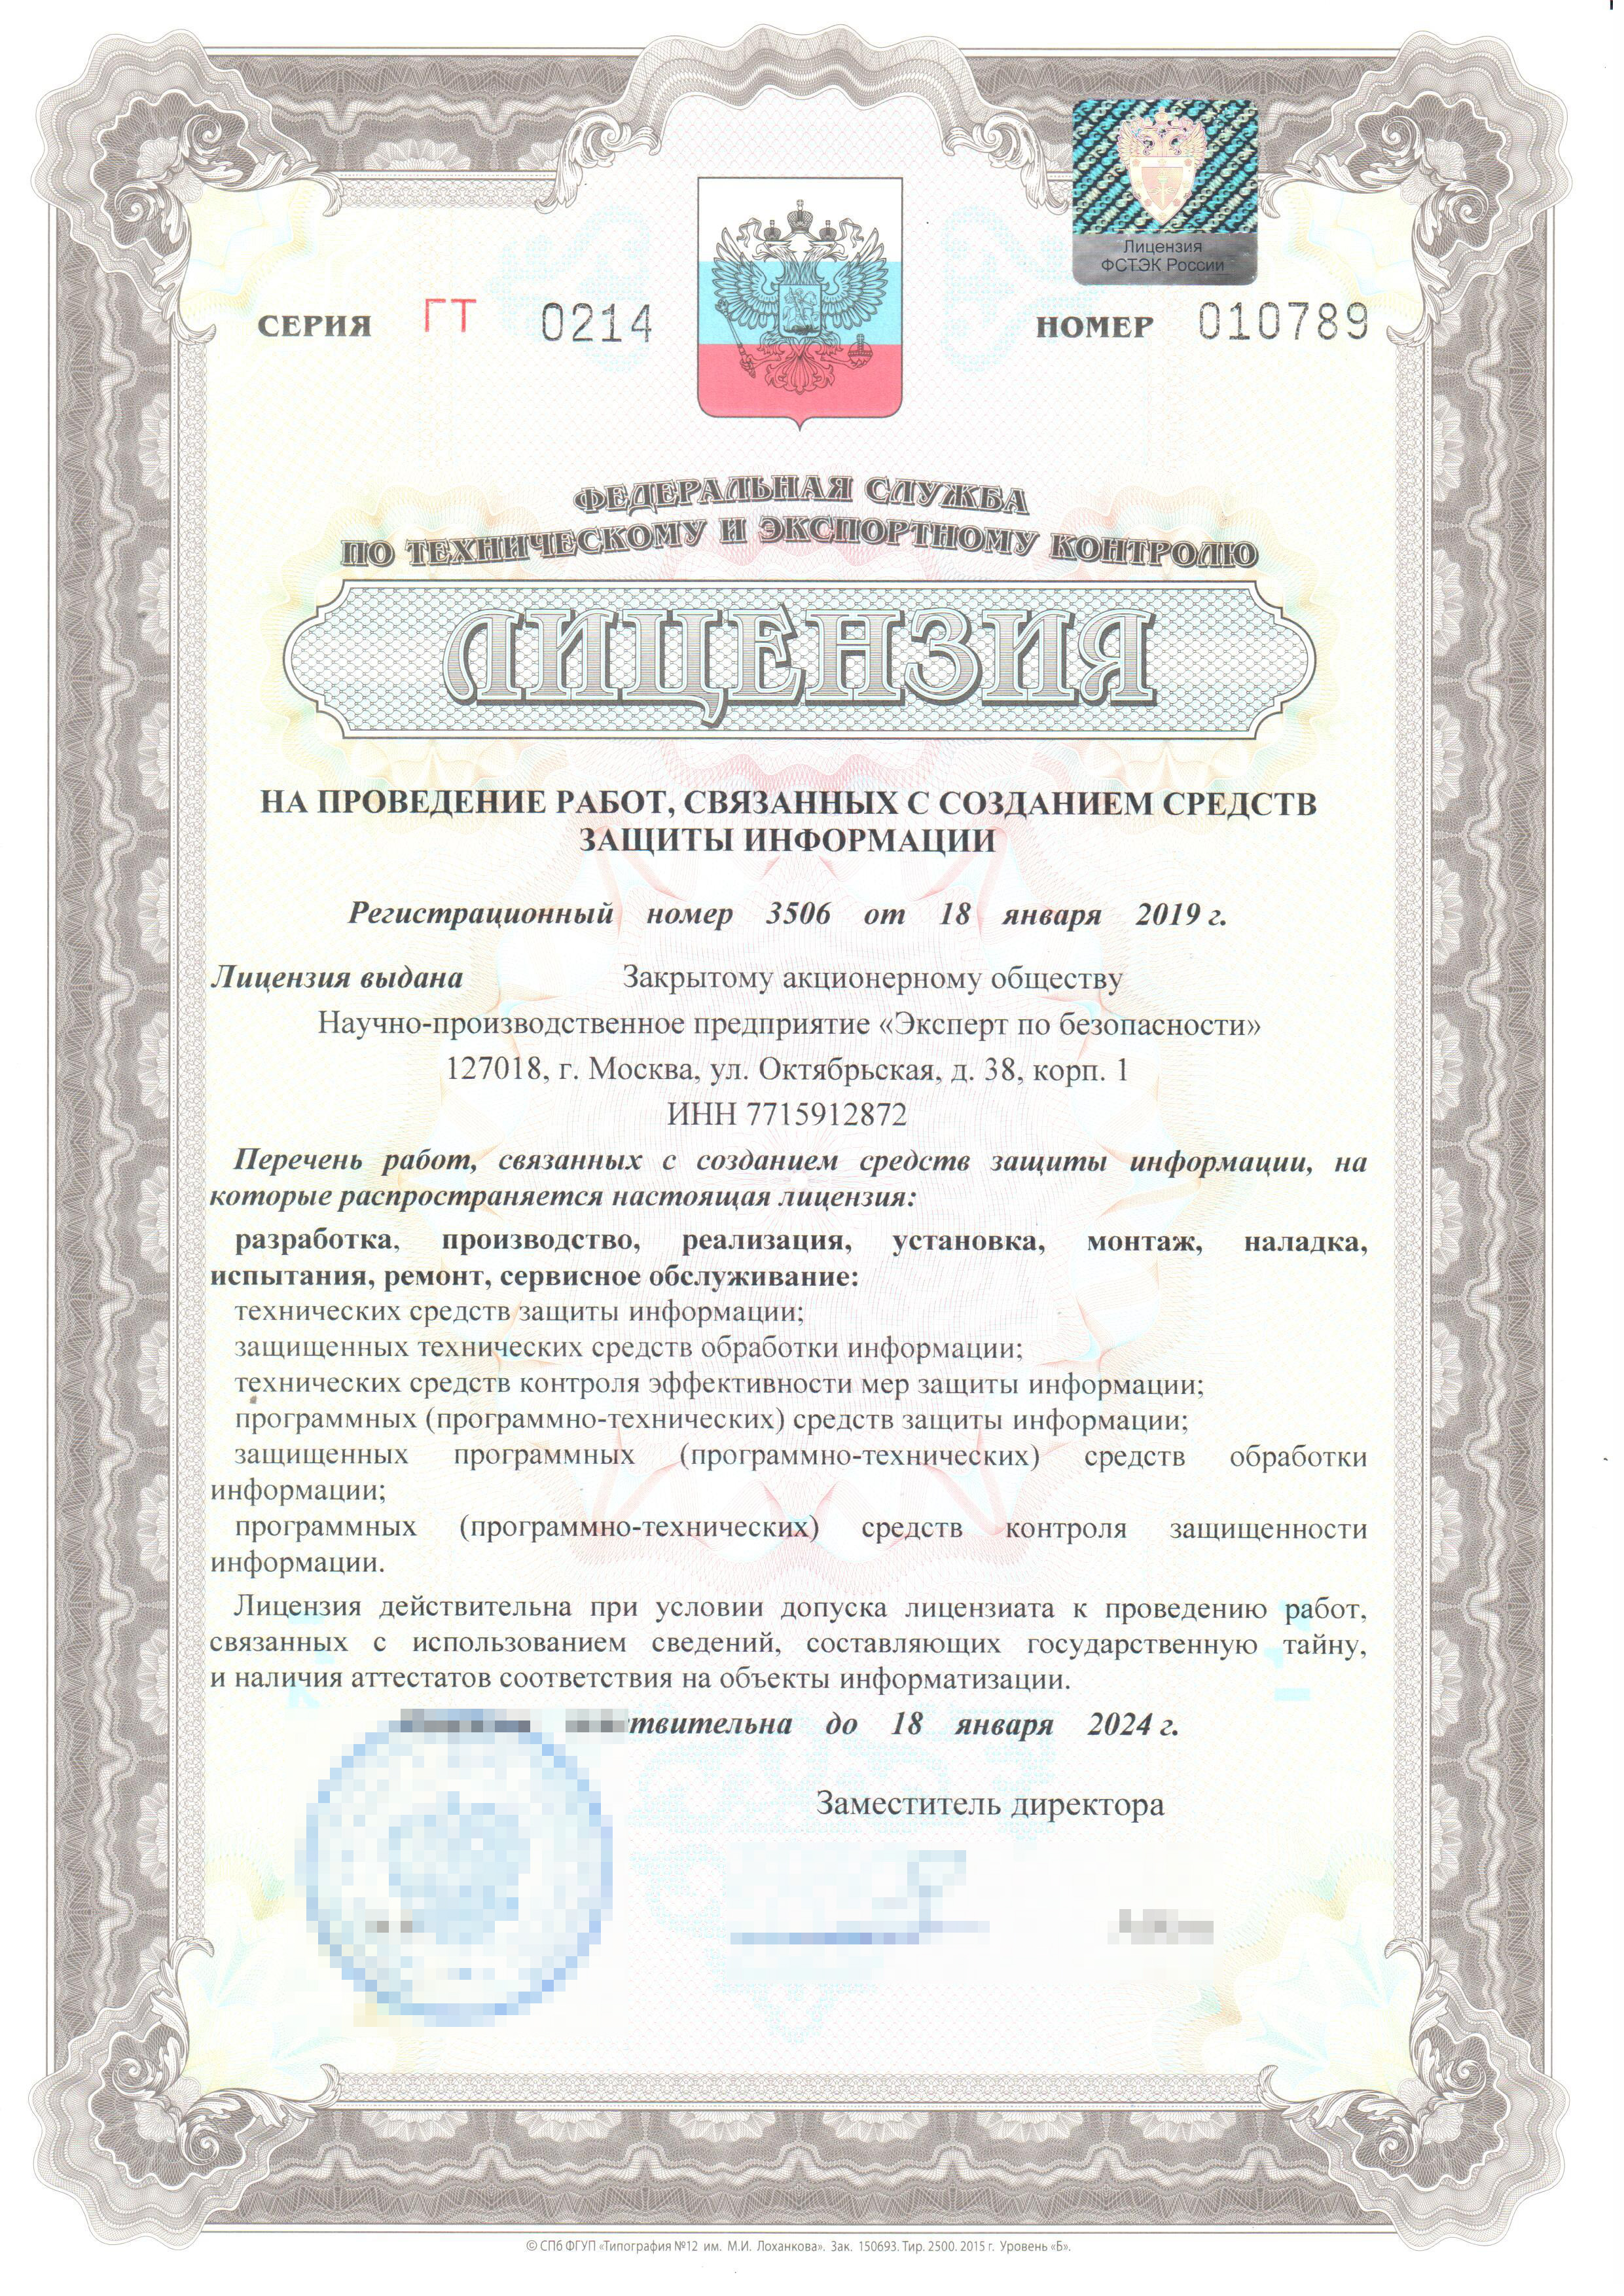 Лицензия
ФСТЭК России
СЕРИЯ ГТ 0214 НОМЕР 010789
ФЕДЕРАЛЬНАЯ СЛУЖБА
ПО ТЕХНИЧЕСКОМУ И ЭКСПОРТНОМУ КОНТРОЛЮ
ЛИЦЕНЗИЯ
НА ПРОВЕДЕНИЕ РАБОТ, СВЯЗАННЫХ С СОЗДАНИЕМ СРЕДСТВ
ЗАЩИТЫ ИНФОРМАЦИИ
Регистрационный номер 3506 от 18 января 2019 г.
Лицензия выдана Закрытому акционерному обществу
Научно-производственное предприятие «Эксперт по безопасности»
127018, г. Москва, ул. Октябрьская, д. 38, корп. 1
ИНН 7715912872
Перечень работ, связанных с созданием средств защиты информации, на
которые распространяется настоящая лицензия:
разработка, производство, реализация, установка, монтаж, наладка,
испытания, ремонт, сервисное обслуживание:
технических средств защиты информации;
защищенных технических средств обработки информации;
технических средств контроля эффективности мер защиты информации;
программных (программно-технических) средств защиты информации;
защищенных программных (программно-технических) средств обработки
информации;
программных (программно-технических) средств контроля защищенности
информации.
Лицензия действительна при условии допуска лицензиата к проведению работ,
связанных с использованием сведений, составляющих государственную тайну,
и наличия аттестатов соответствия на объекты информатизации.
твительна до 18 января 2024 г.
Заместитель директора
© СПб ФГУП «Типография №12 им. М.И. Лоханкова». Зак. 150693. Тир. 2500. 2015 г. Уровень «Б».